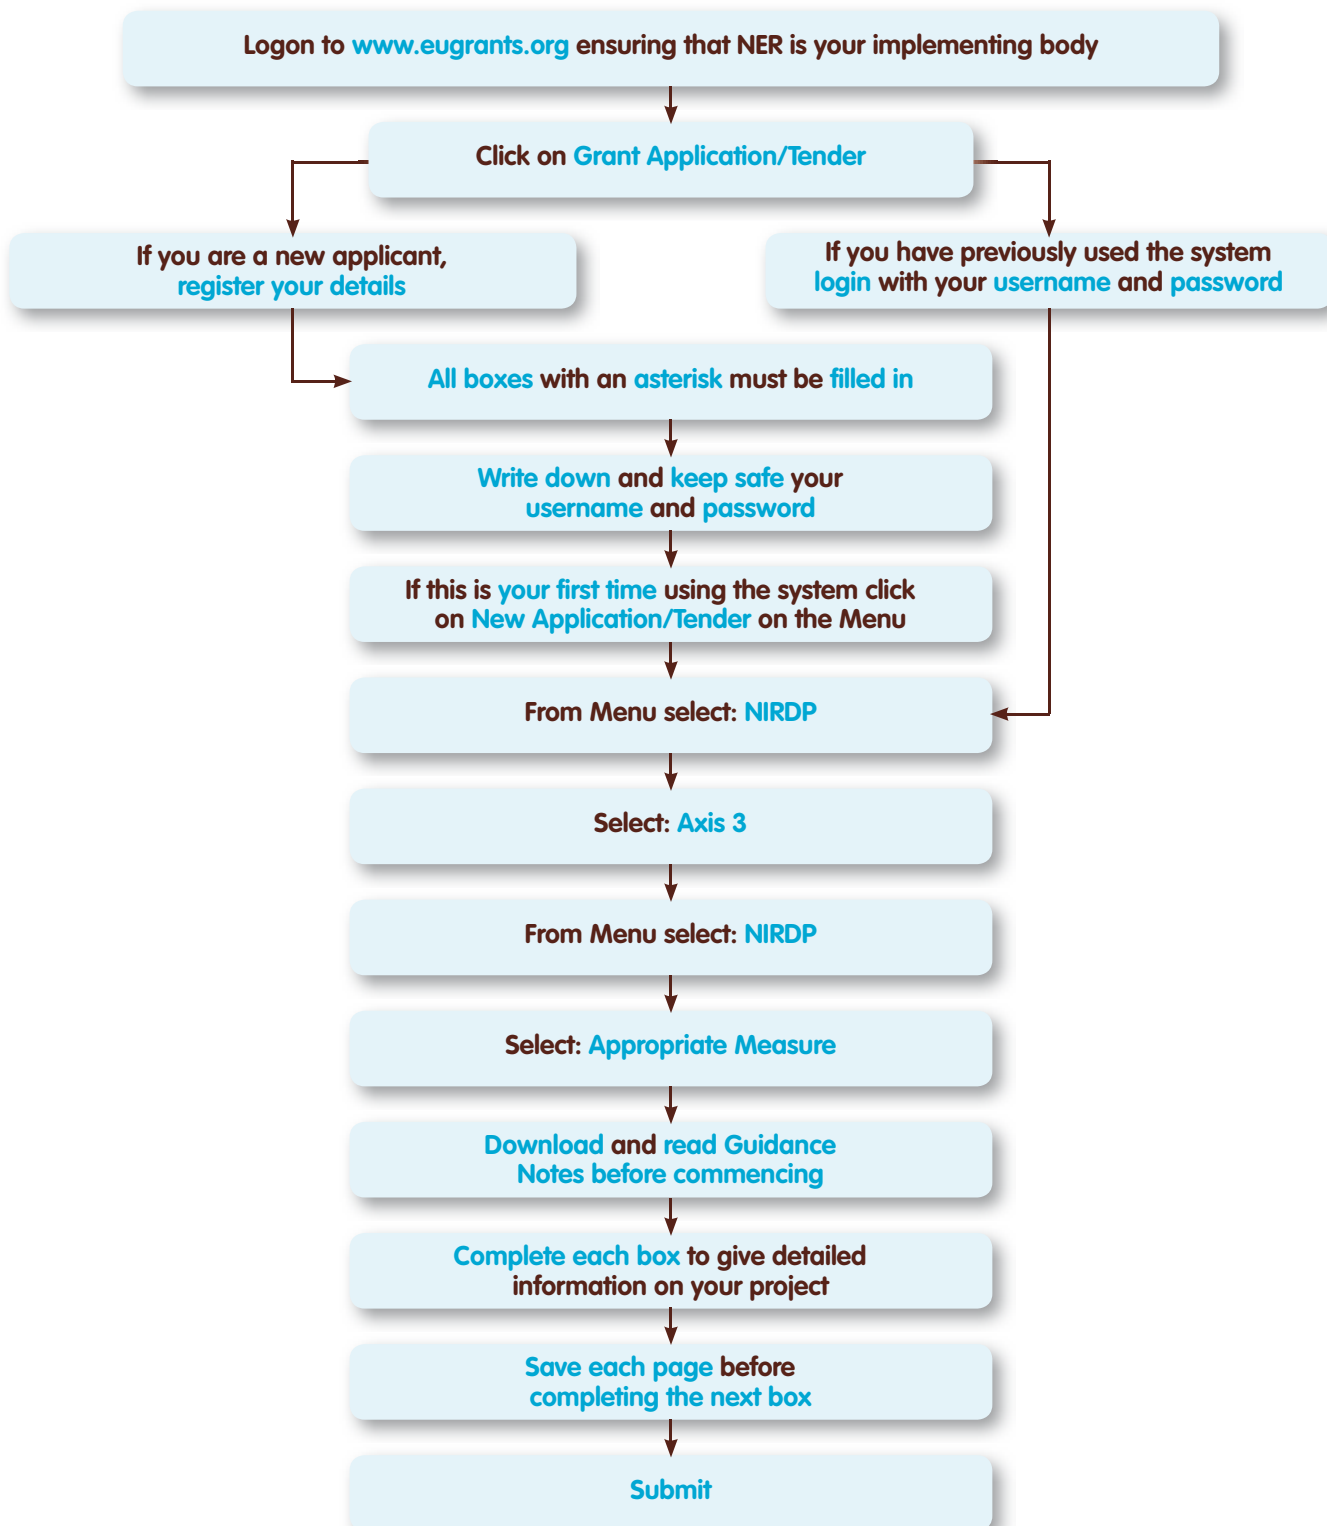 Logon to www.eugrants.org ensuring that NER is your implementing body
Click on Grant Application/Tender
If you are a new applicant,
register your details
If you have previously used the system
login with your username and password
All boxes with an asterisk must be filled in
Write down and keep safe your
username and password
If this is your first time using the system click
on New Application/Tender on the Menu
From Menu select: NIRDP
Select: Axis 3
From Menu select: NIRDP
Select: Appropriate Measure
Download and read Guidance
Notes before commencing
Complete each box to give detailed
information on your project
Save each page before
completing the next box
Submit